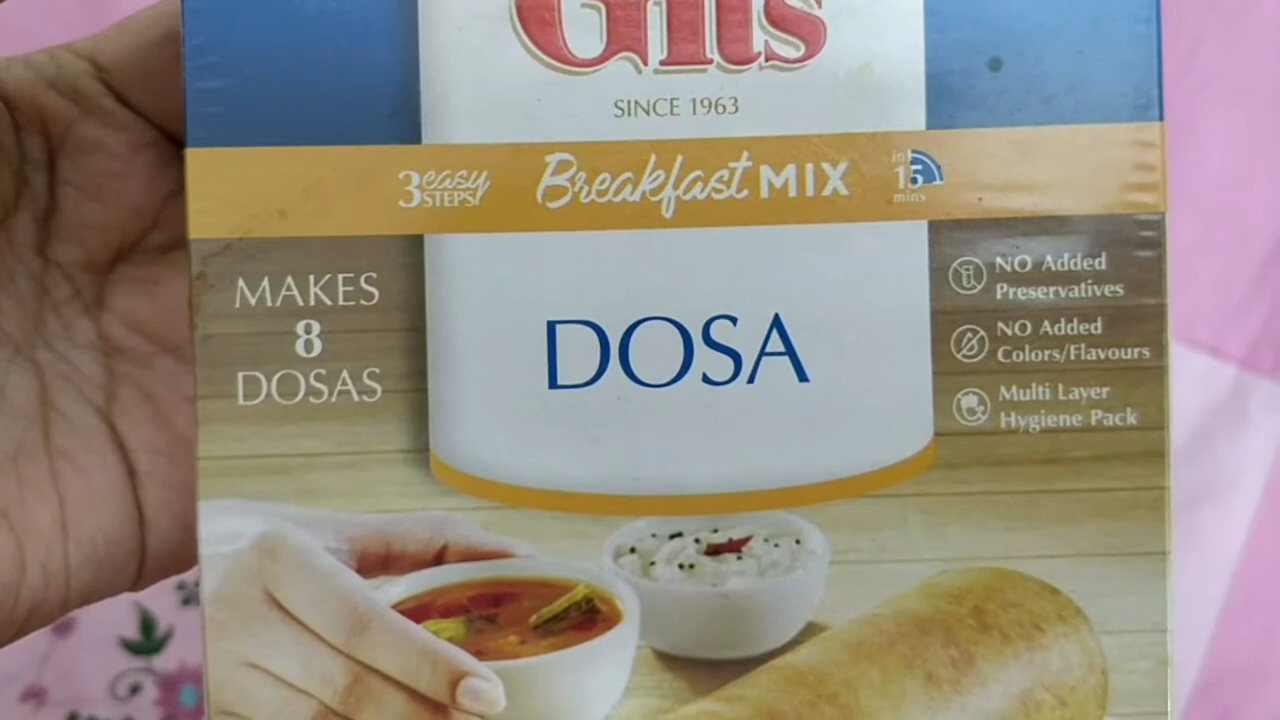 Gits
SINCE 1963
3 easy STEPS!
Breakfast MIX
in
15
mins
MAKES
8
DOSAS
DOSA
NO Added
Preservatives
NO Added
Colors/Flavours
Multi Layer
Hygiene Pack